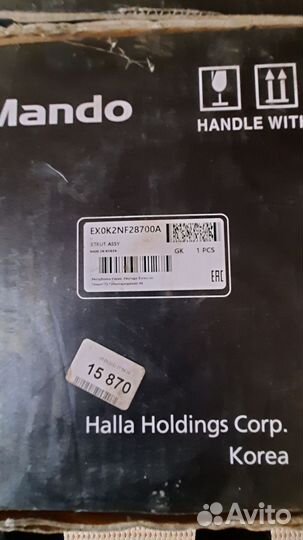 Mando
HANDLE WITH
EX0K2NF28700A
STRUT ASSY
MADE IN KOREA
GK 1 PCS
EAC
15 870
Halla Holdings Corp.
Korea
Avito